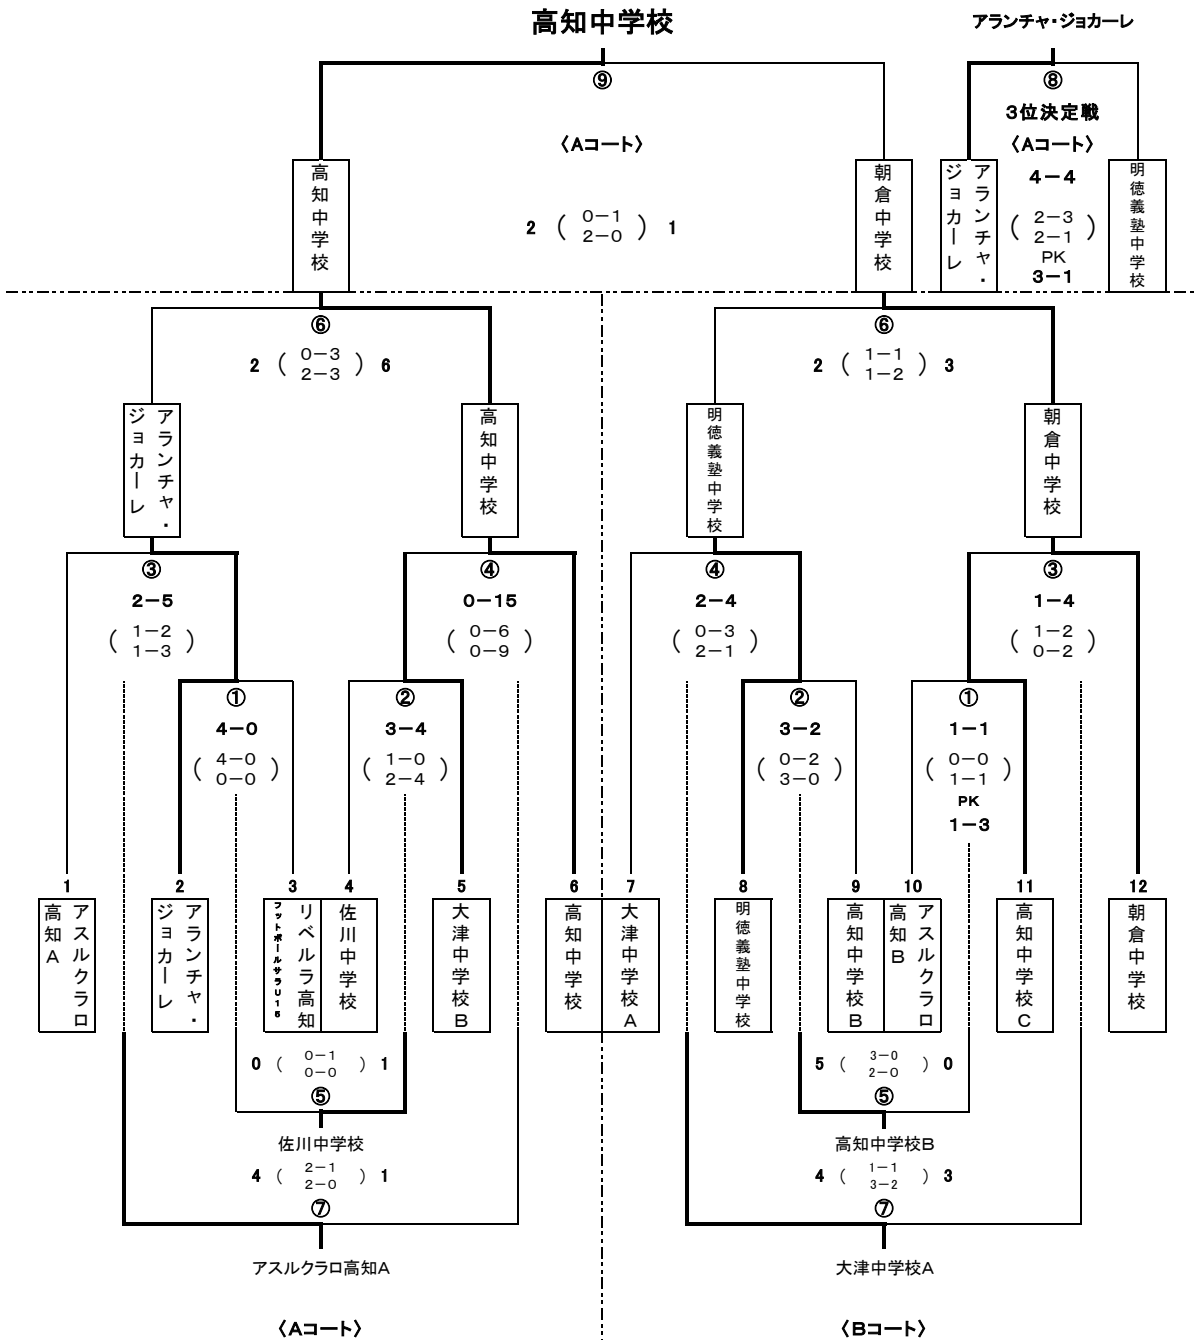 高知中学校
アランチャ・ジョカーレ
⑨
⑧
3位決定戦
〈Aコート〉
〈Aコート〉
高知中学校
朝倉中学校
アランチャ・
ジョカーレ
明徳義塾中学校
4－4
2 ( 0－1 ) 1
2－0
( 2－3 )
2－1
PK
3－1
⑥
⑥
2 ( 0－3 ) 6
2－3
2 ( 1－1 ) 3
1－2
アランチャ・
ジョカーレ
高知中学校
明徳義塾中学校
朝倉中学校
③
④
④
③
2－5
0－15
2－4
1－4
( 1－2 )
1－3
( 0－6 )
0－9
( 0－3 )
2－1
( 1－2 )
0－2
①
②
②
①
4－0
3－4
3－2
1－1
( 4－0 )
0－0
( 1－0 )
2－4
( 0－2 )
3－0
( 0－0 )
1－1
PK
1－3
1
2
3
4
5
6
7
8
9
10
11
12
アスルクラロ
高知A
アランチャ・
ジョカーレ
リベルラ高知
フットボールサラU15
佐川中学校
大津中学校B
高知中学校
大津中学校A
明徳義塾中学校
高知中学校B
アスルクラロ
高知B
高知中学校C
朝倉中学校
0 ( 0－1 ) 1
0－0
5 ( 3－0 ) 0
2－0
⑤
⑤
佐川中学校
高知中学校B
4 ( 2－1 ) 1
2－0
4 ( 1－1 ) 3
3－2
⑦
⑦
アスルクラロ高知A
大津中学校A
〈Aコート〉
〈Bコート〉